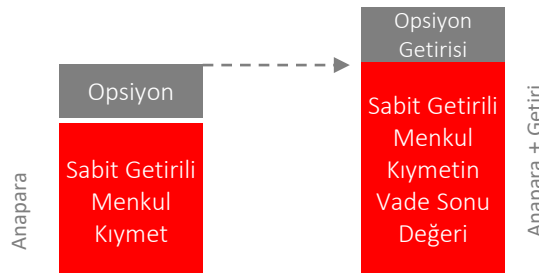 Anapara
Opsiyon
Sabit Getirili
Menkul
Kıymet
Opsiyon
Getirisi
Sabit Getirili
Menkul
Kıymetin
Vade Sonu
Değeri
Anapara + Getiri